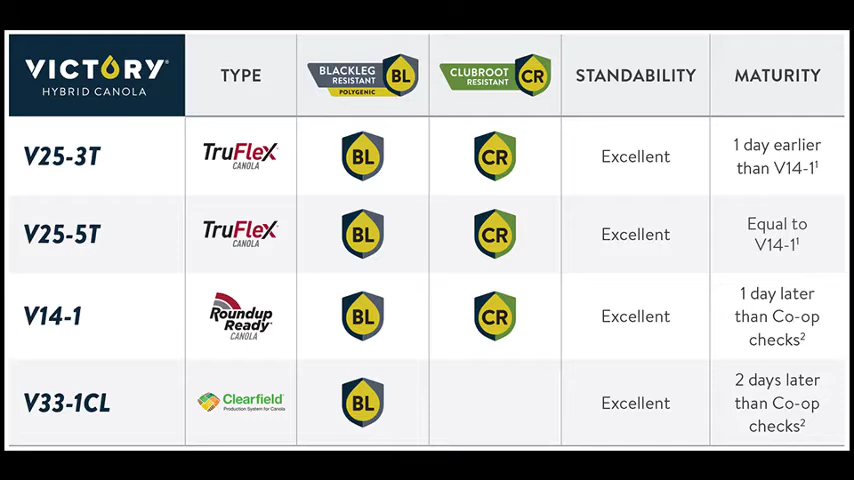 VICTORY®
HYBRID CANOLA
TYPE
BLACKLEG
RESISTANT
POLYGENIC
BL
CLUBROOT
RESISTANT
CR
STANDABILITY
MATURITY
V25-3T
TruFlex
CANOLA
BL
CR
Excellent
1 day earlier
than V14-1¹
V25-5T
TruFlex
CANOLA
BL
CR
Excellent
Equal to
V14-1¹
V14-1
Roundup
Ready®
CANOLA
BL
CR
Excellent
1 day later
than Co-op
checks²
V33-1CL
Clearfield®
Production System for Canola
BL
Excellent
2 days later
than Co-op
checks²